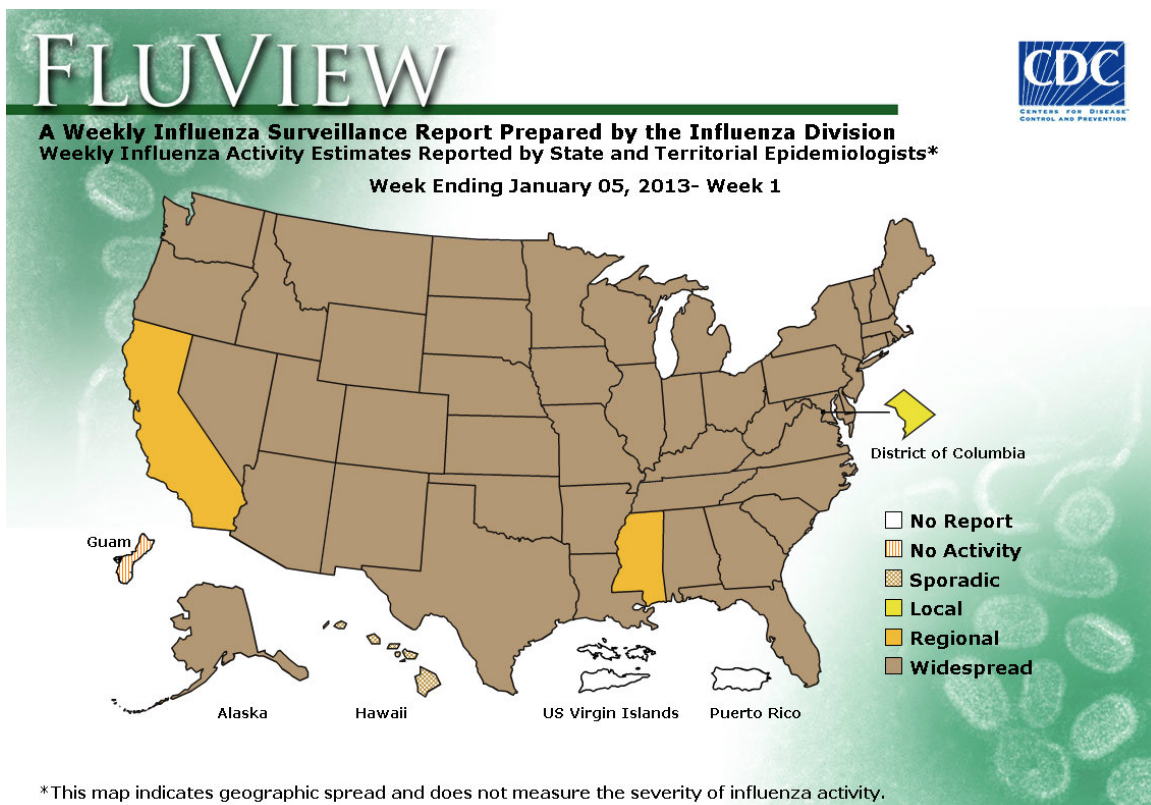 FLUVIEW
CDC
CENTERS FOR DISEASE™
CONTROL AND PREVENTION
A Weekly Influenza Surveillance Report Prepared by the Influenza Division
Weekly Influenza Activity Estimates Reported by State and Territorial Epidemiologists*
Week Ending January 05, 2013- Week 1
District of Columbia
No Report
Guam
No Activity
Sporadic
Local
Regional
Widespread
Alaska
Hawaii
US Virgin Islands
Puerto Rico
*This map indicates geographic spread and does not measure the severity of influenza activity.